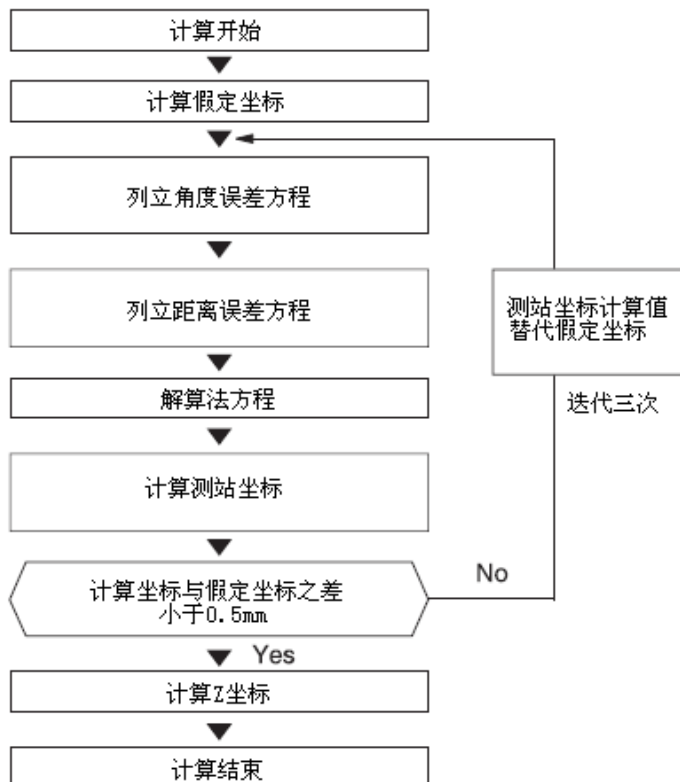 计算开始
计算假定坐标
列立角度误差方程
列立距离误差方程
测站坐标计算值
替代假定坐标
迭代三次
解算法方程
计算测站坐标
计算坐标与假定坐标之差
小于0.5mm
No
Yes
计算Z坐标
计算结束